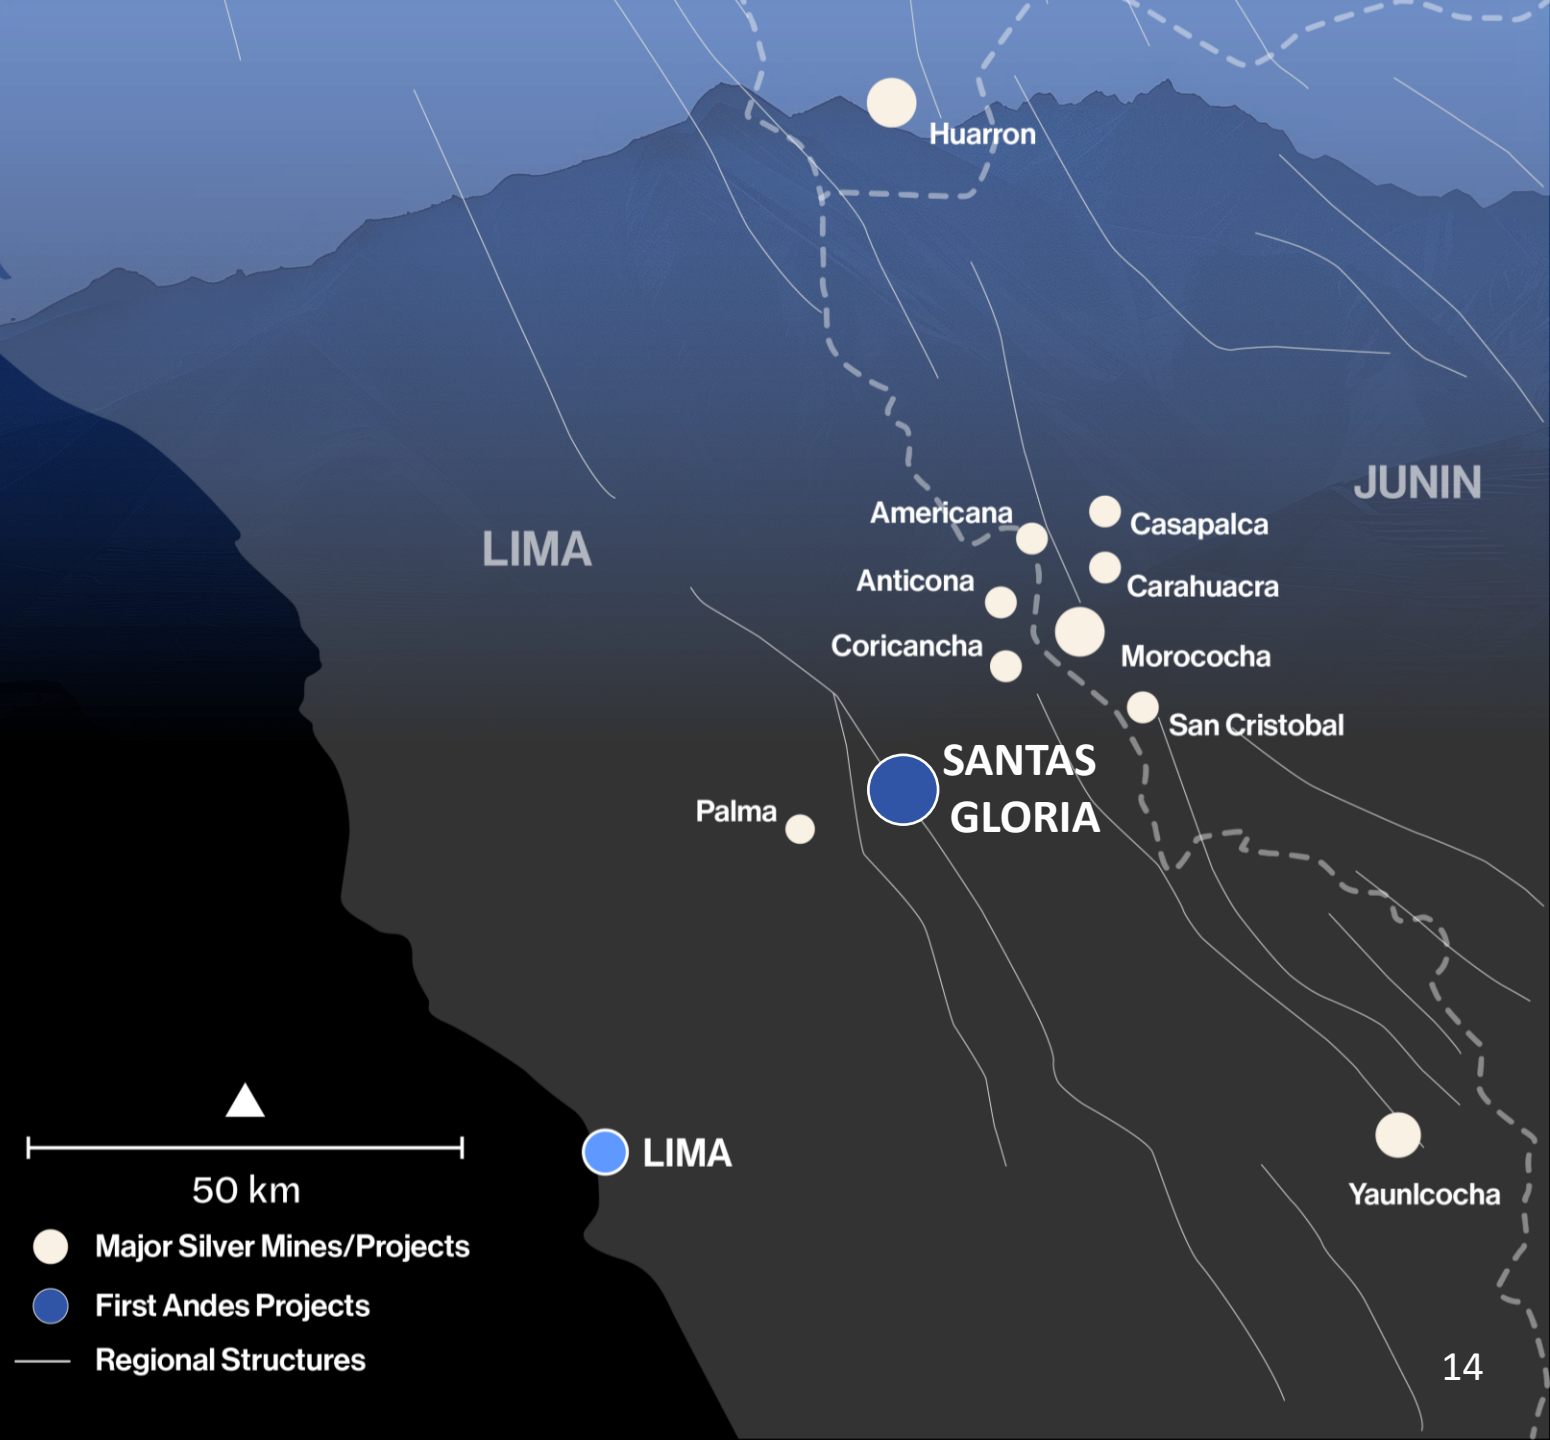 Huarron
JUNIN
Americana
Casapalca
LIMA
Anticona
Carahuacra
Coricancha
Morococha
San Cristobal
SANTAS
GLORIA
Palma
LIMA
50 km
Yaunlcocha
Major Silver Mines/Projects
First Andes Projects
Regional Structures
14